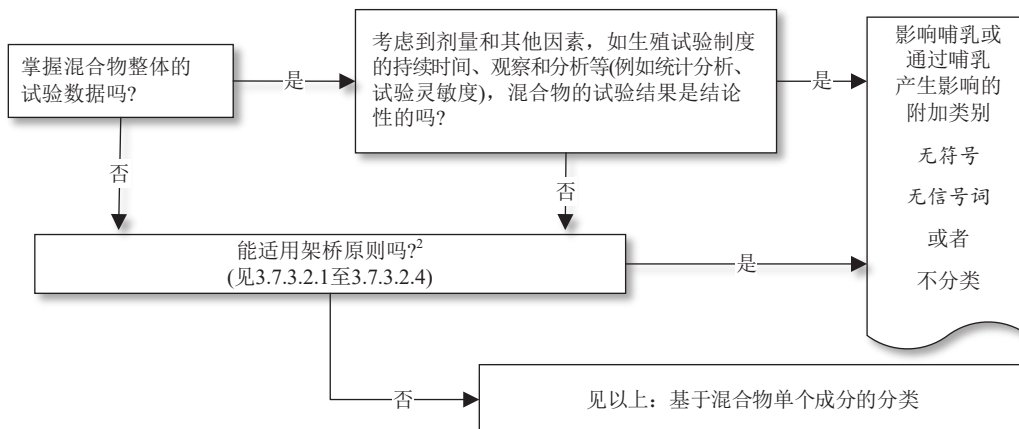 掌握混合物整体的
试验数据吗?
是
考虑到剂量和其他因素，如生殖试验制度
的持续时间、观察和分析等(例如统计分析、
试验灵敏度)，混合物的试验结果是结论
性的吗?
是
影响哺乳或
通过哺乳
产生影响的
附加类别
无符号
无信号词
或者
不分类
否
否
能适用架桥原则吗?²
(见3.7.3.2.1至3.7.3.2.4)
是
否
见以上：基于混合物单个成分的分类